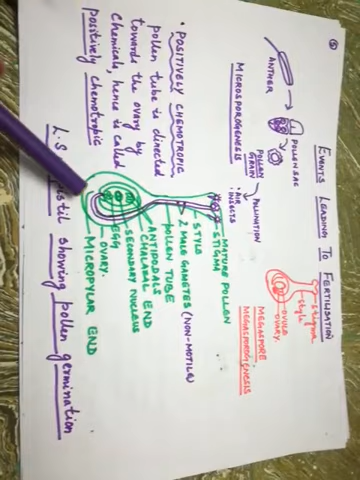 5
EVENTS LEADING TO FERTILISATION
ANTHER
POLLEN SAC
POLLEN GRAIN
MICROSPOROGENESIS
POLLINATION
• AIR
• INSECTS
Stigma
Style
OVULE
OVARY.
MEGASPORE
MEGASPOROGENESIS
MATURE POLLEN
STIGMA
STYLE
2 MALE GAMETES (NON-MOTILE)
POLLEN TUBE
CHALAZAL END
ANTIPODALS
SECONDARY NUCLEUS
EGG
OVARY.
MICROPYLAR END
• POSITIVELY CHEMOTROPIC
pollen tube is directed
towards the ovary by
chemicals, hence is called
positively chemotropic
L.S. pistil showing pollen germination